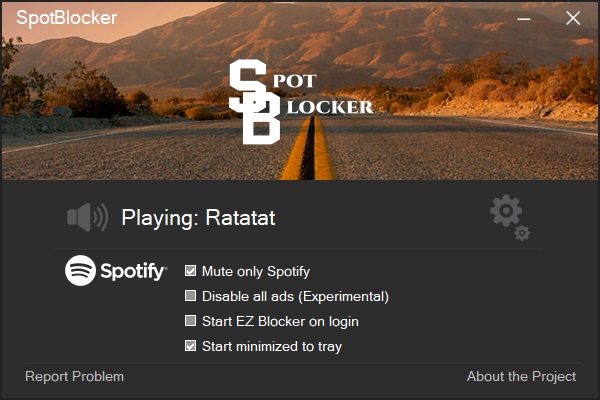 SpotBlocker
SPOT
BLOCKER
Playing: Ratatat
Spotify
Mute only Spotify
Disable all ads (Experimental)
Start EZ Blocker on login
Start minimized to tray
Report Problem
About the Project